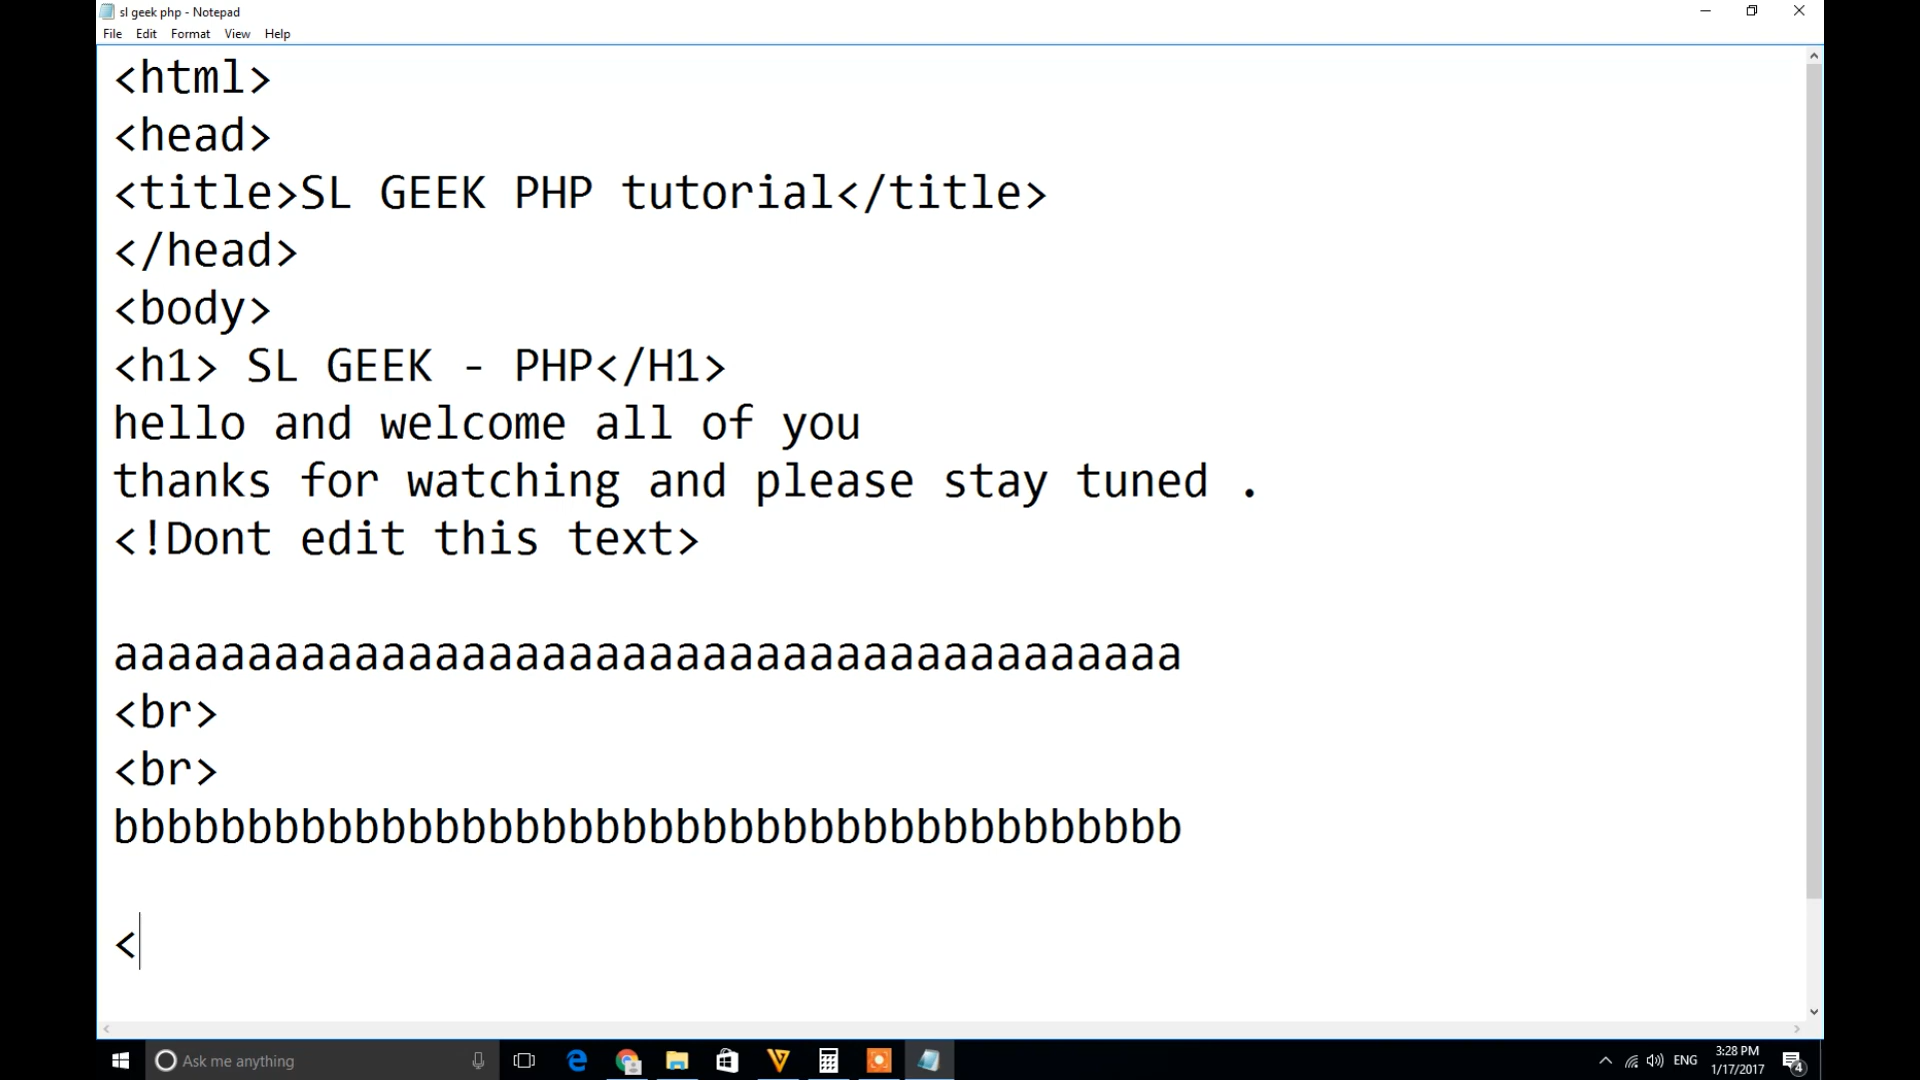 sl geek php - Notepad
File Edit Format View Help
<html>
<head>
<title>SL GEEK PHP tutorial</title>
</head>
<body>
<h1> SL GEEK - PHP</H1>
hello and welcome all of you
thanks for watching and please stay tuned .
<!Dont edit this text>
aaaaaaaaaaaaaaaaaaaaaaaaaaaaaaaaaaaaaaaa
<br>
<br>
bbbbbbbbbbbbbbbbbbbbbbbbbbbbbbbbbbbbbbbb
<
Ask me anything
ENG
3:28 PM
1/17/2017
4